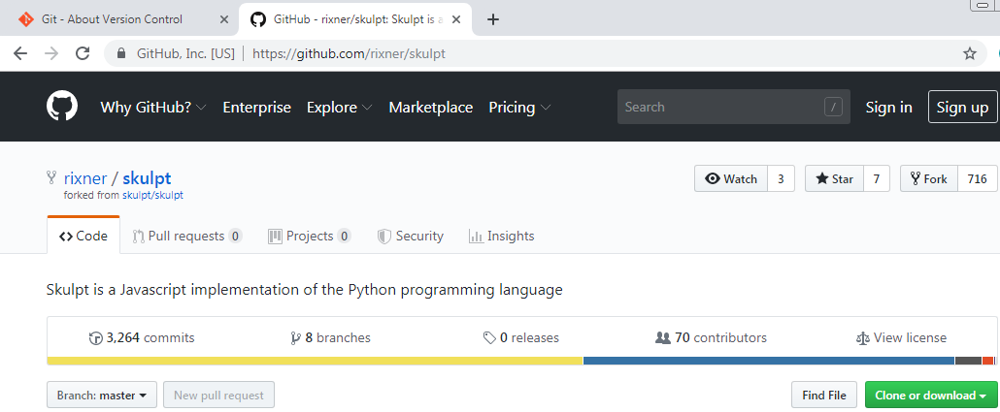 Git - About Version Control
GitHub - rixner/skulpt: Skulpt is a
GitHub, Inc. [US] https://github.com/rixner/skulpt
Why GitHub? Enterprise Explore Marketplace Pricing Search / Sign in Sign up
rixner / skulpt
forked from skulpt/skulpt
Watch 3 Star 7 Fork 716
Code Pull requests 0 Projects 0 Security Insights
Skulpt is a Javascript implementation of the Python programming language
3,264 commits 8 branches 0 releases 70 contributors View license
Branch: master New pull request Find File Clone or download